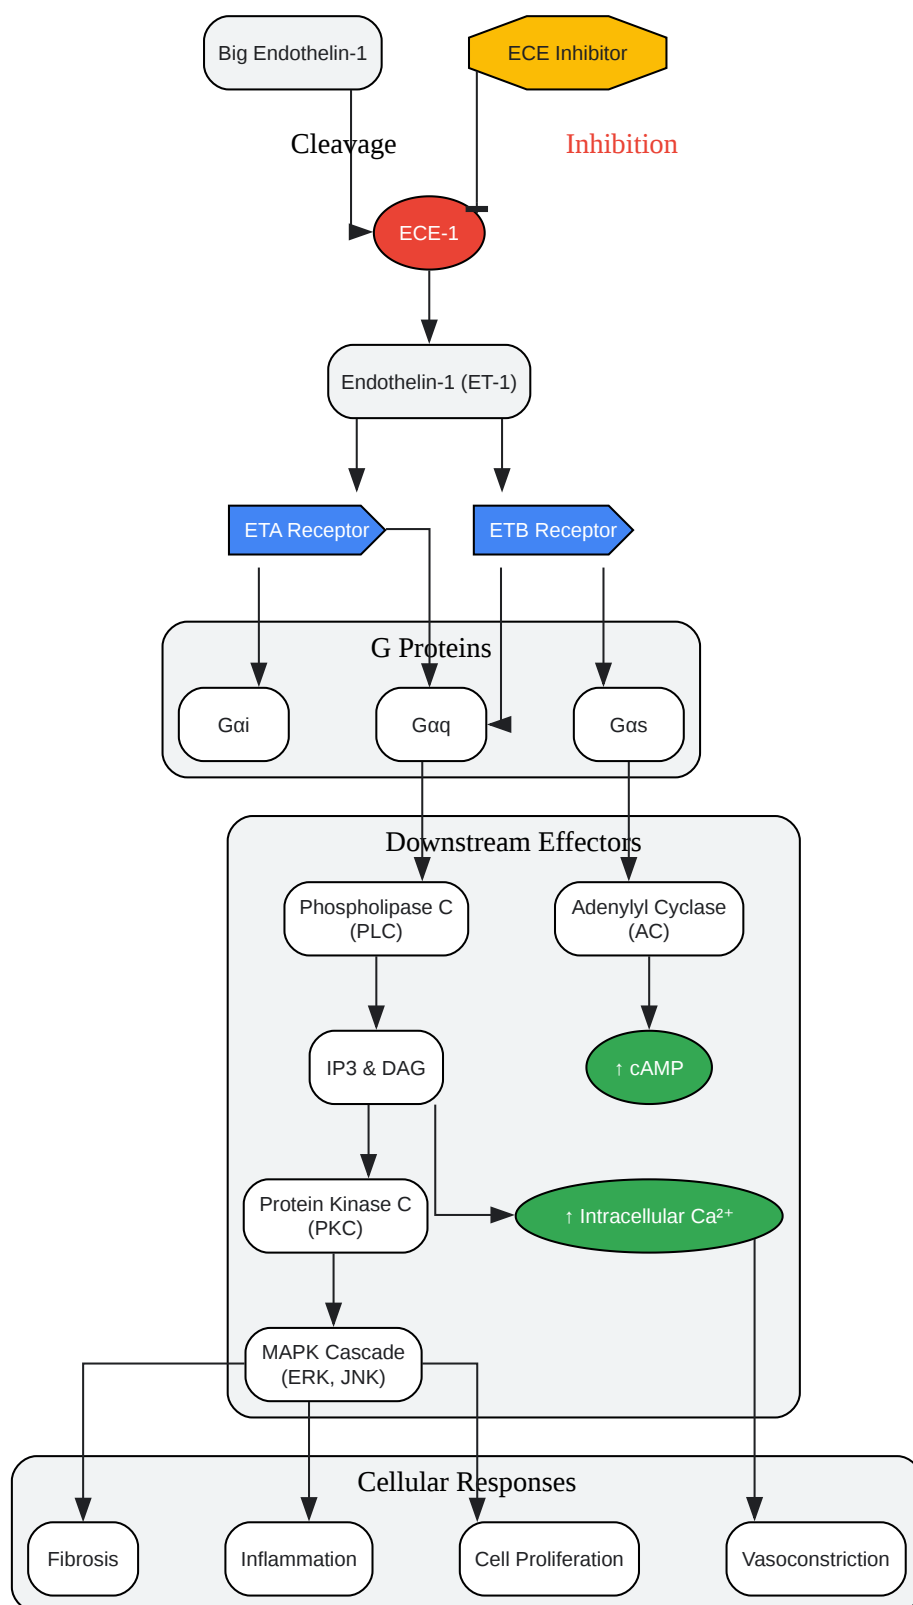 Big Endothelin-1
ECE Inhibitor
Cleavage
Inhibition
ECE-1
Endothelin-1 (ET-1)
ETA Receptor
ETB Receptor
G Proteins
Gαi
Gαq
Gαs
Downstream Effectors
Phospholipase C
(PLC)
Adenylyl Cyclase
(AC)
IP3 & DAG
↑ cAMP
Protein Kinase C
(PKC)
↑ Intracellular Ca²⁺
MAPK Cascade
(ERK, JNK)
Cellular Responses
Fibrosis
Inflammation
Cell Proliferation
Vasoconstriction